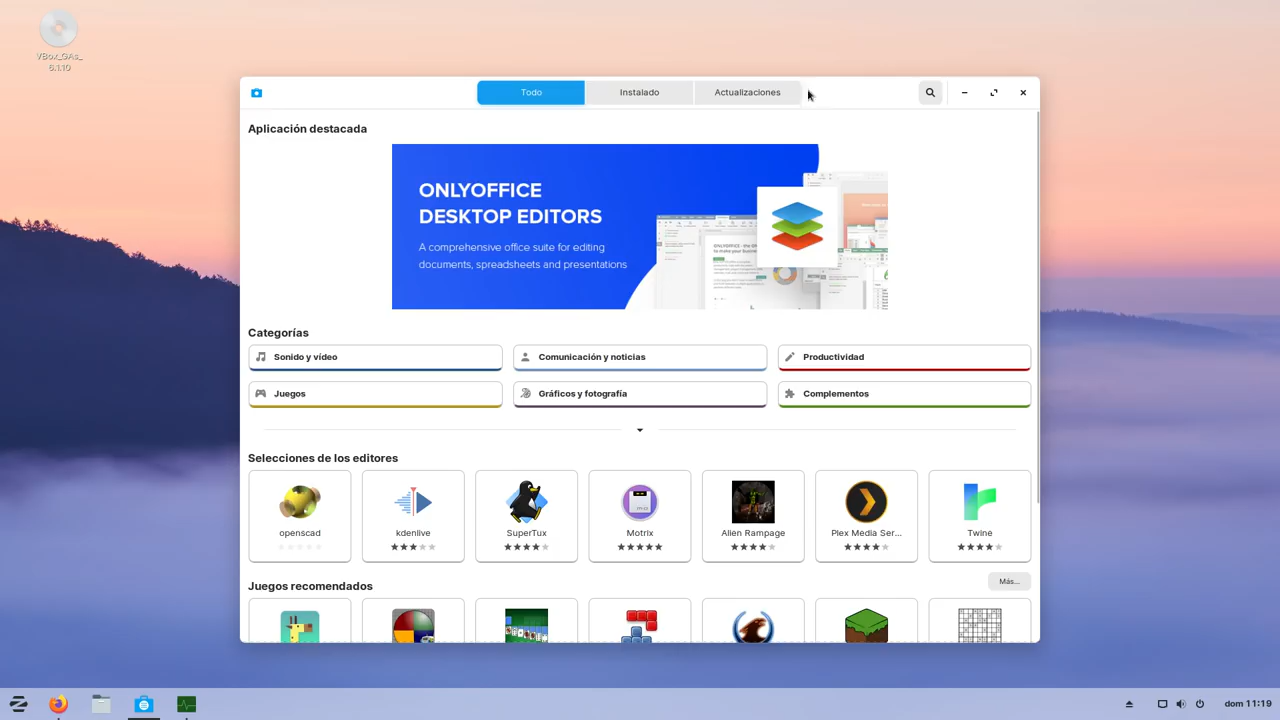 VBox_GAs_
6.1.10
Todo
Instalado
Actualizaciones
Aplicación destacada
ONLYOFFICE
DESKTOP EDITORS
A comprehensive office suite for editing
documents, spreadsheets and presentations
Categorías
Sonido y vídeo
Comunicación y noticias
Productividad
Juegos
Gráficos y fotografía
Complementos
Selecciones de los editores
openscad
kdenlive
SuperTux
Motrix
Alien Rampage
Plex Media Ser...
Twine
Juegos recomendados
Más...
dom 11:19